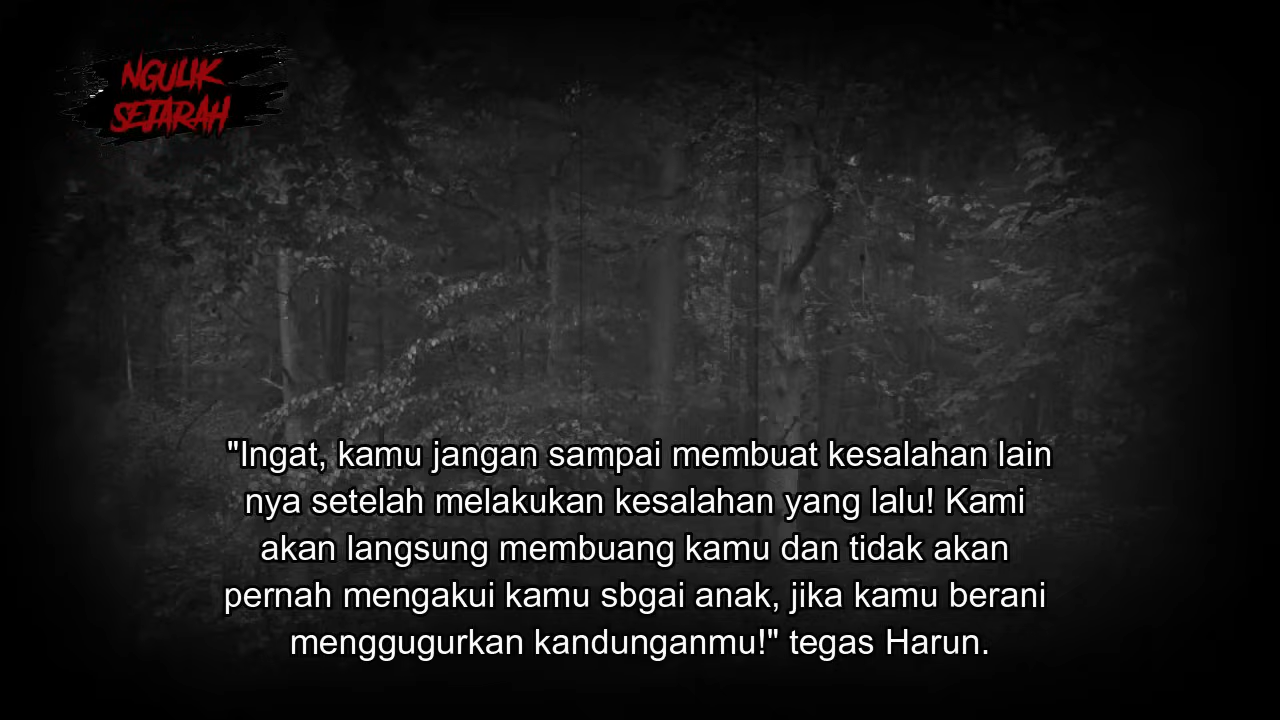 NGULIK
SEJARAH
"Ingat, kamu jangan sampai membuat kesalahan lain
nya setelah melakukan kesalahan yang lalu! Kami
akan langsung membuang kamu dan tidak akan
pernah mengakui kamu sbgai anak, jika kamu berani
menggugurkan kandunganmu!" tegas Harun.